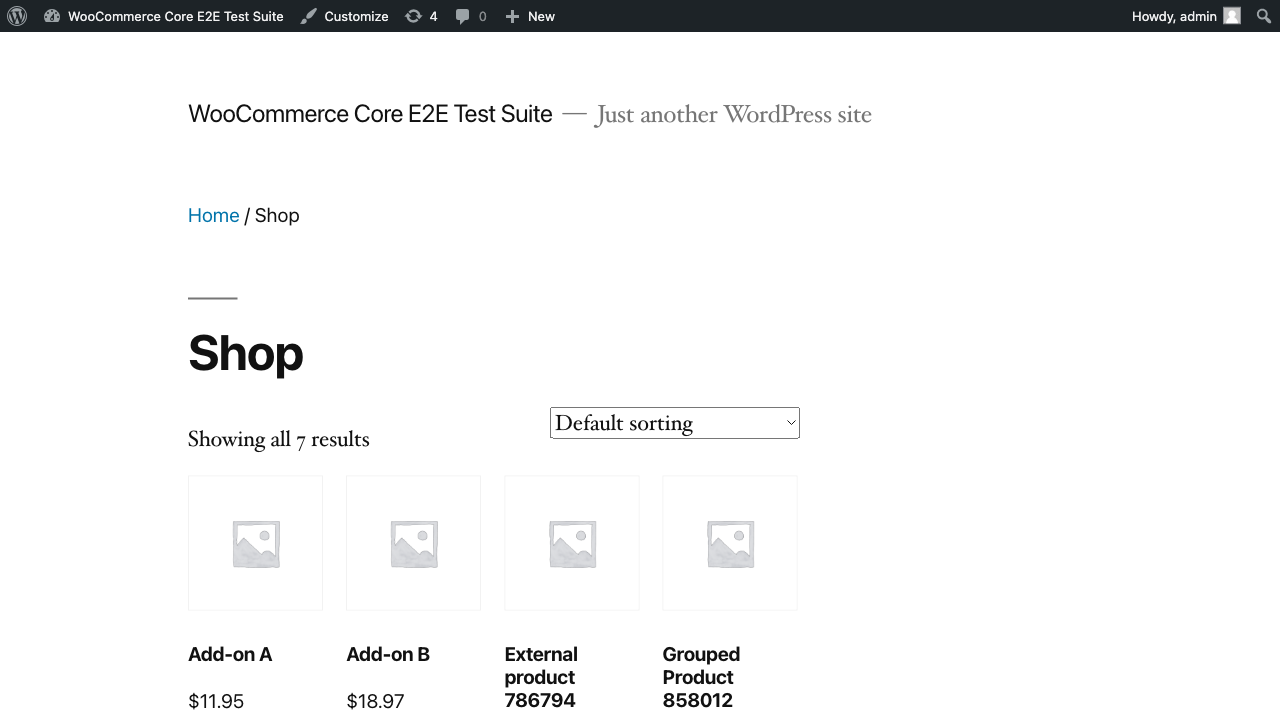 WooCommerce Core E2E Test Suite Customize 4 0 New Howdy, admin
WooCommerce Core E2E Test Suite — Just another WordPress site
Home / Shop
Shop
Default sorting
Showing all 7 results
Add-on A
$11.95
Add-on B
$18.97
External
product
786794
Grouped
Product
858012